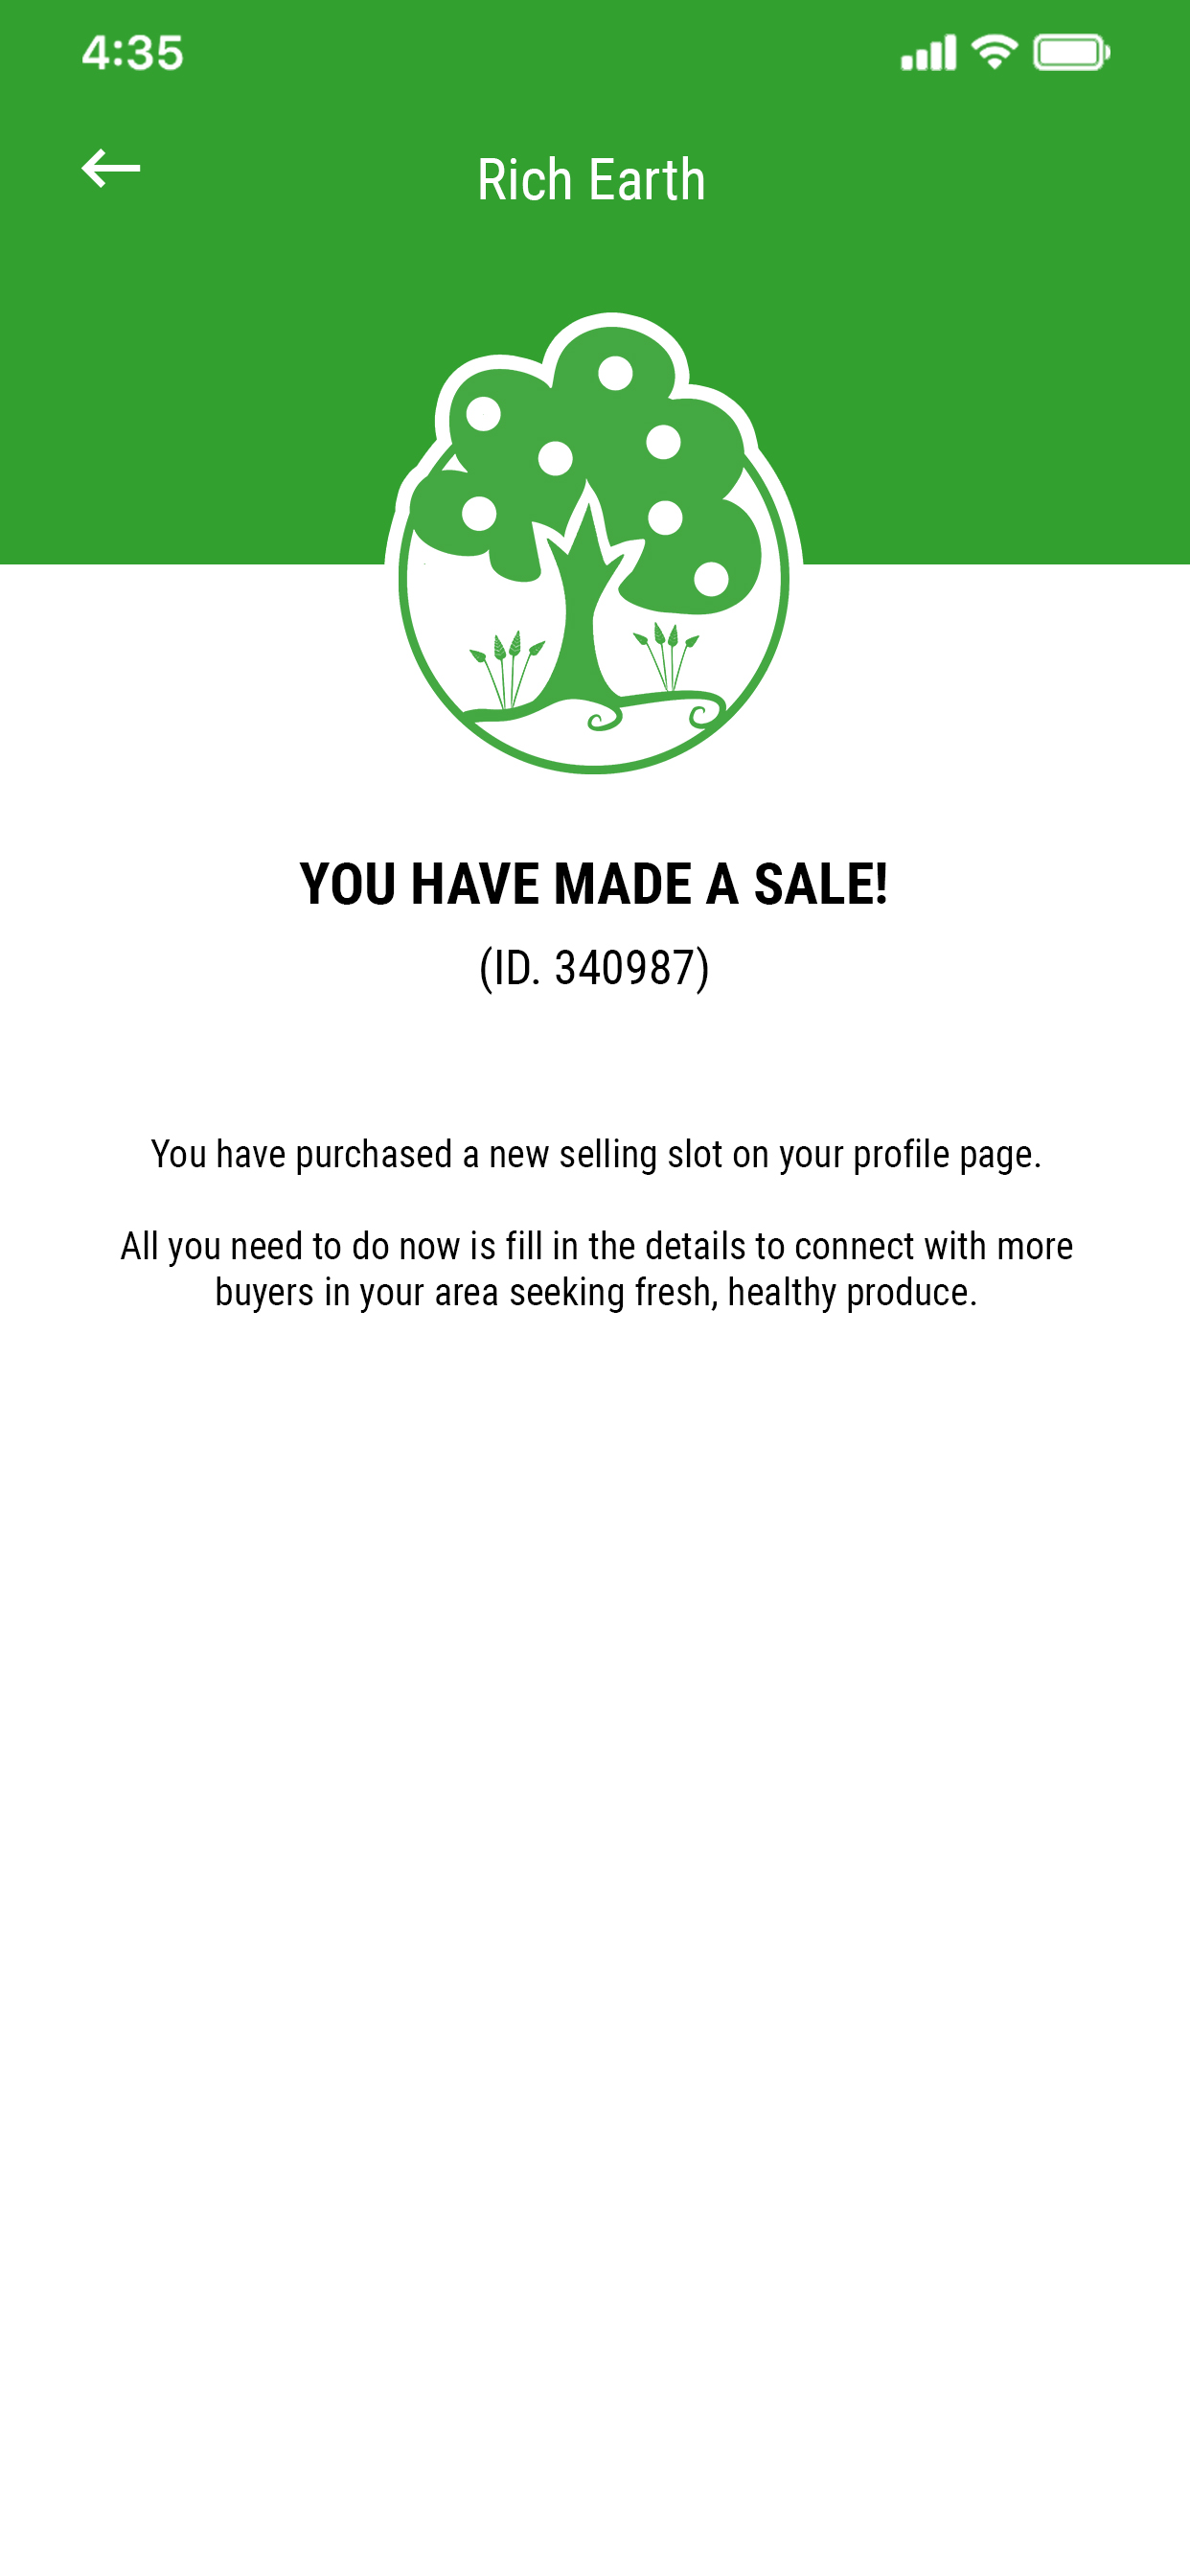 4:35
Rich Earth
YOU HAVE MADE A SALE!
(ID. 340987)
You have purchased a new selling slot on your profile page.
All you need to do now is fill in the details to connect with more
buyers in your area seeking fresh, healthy produce.